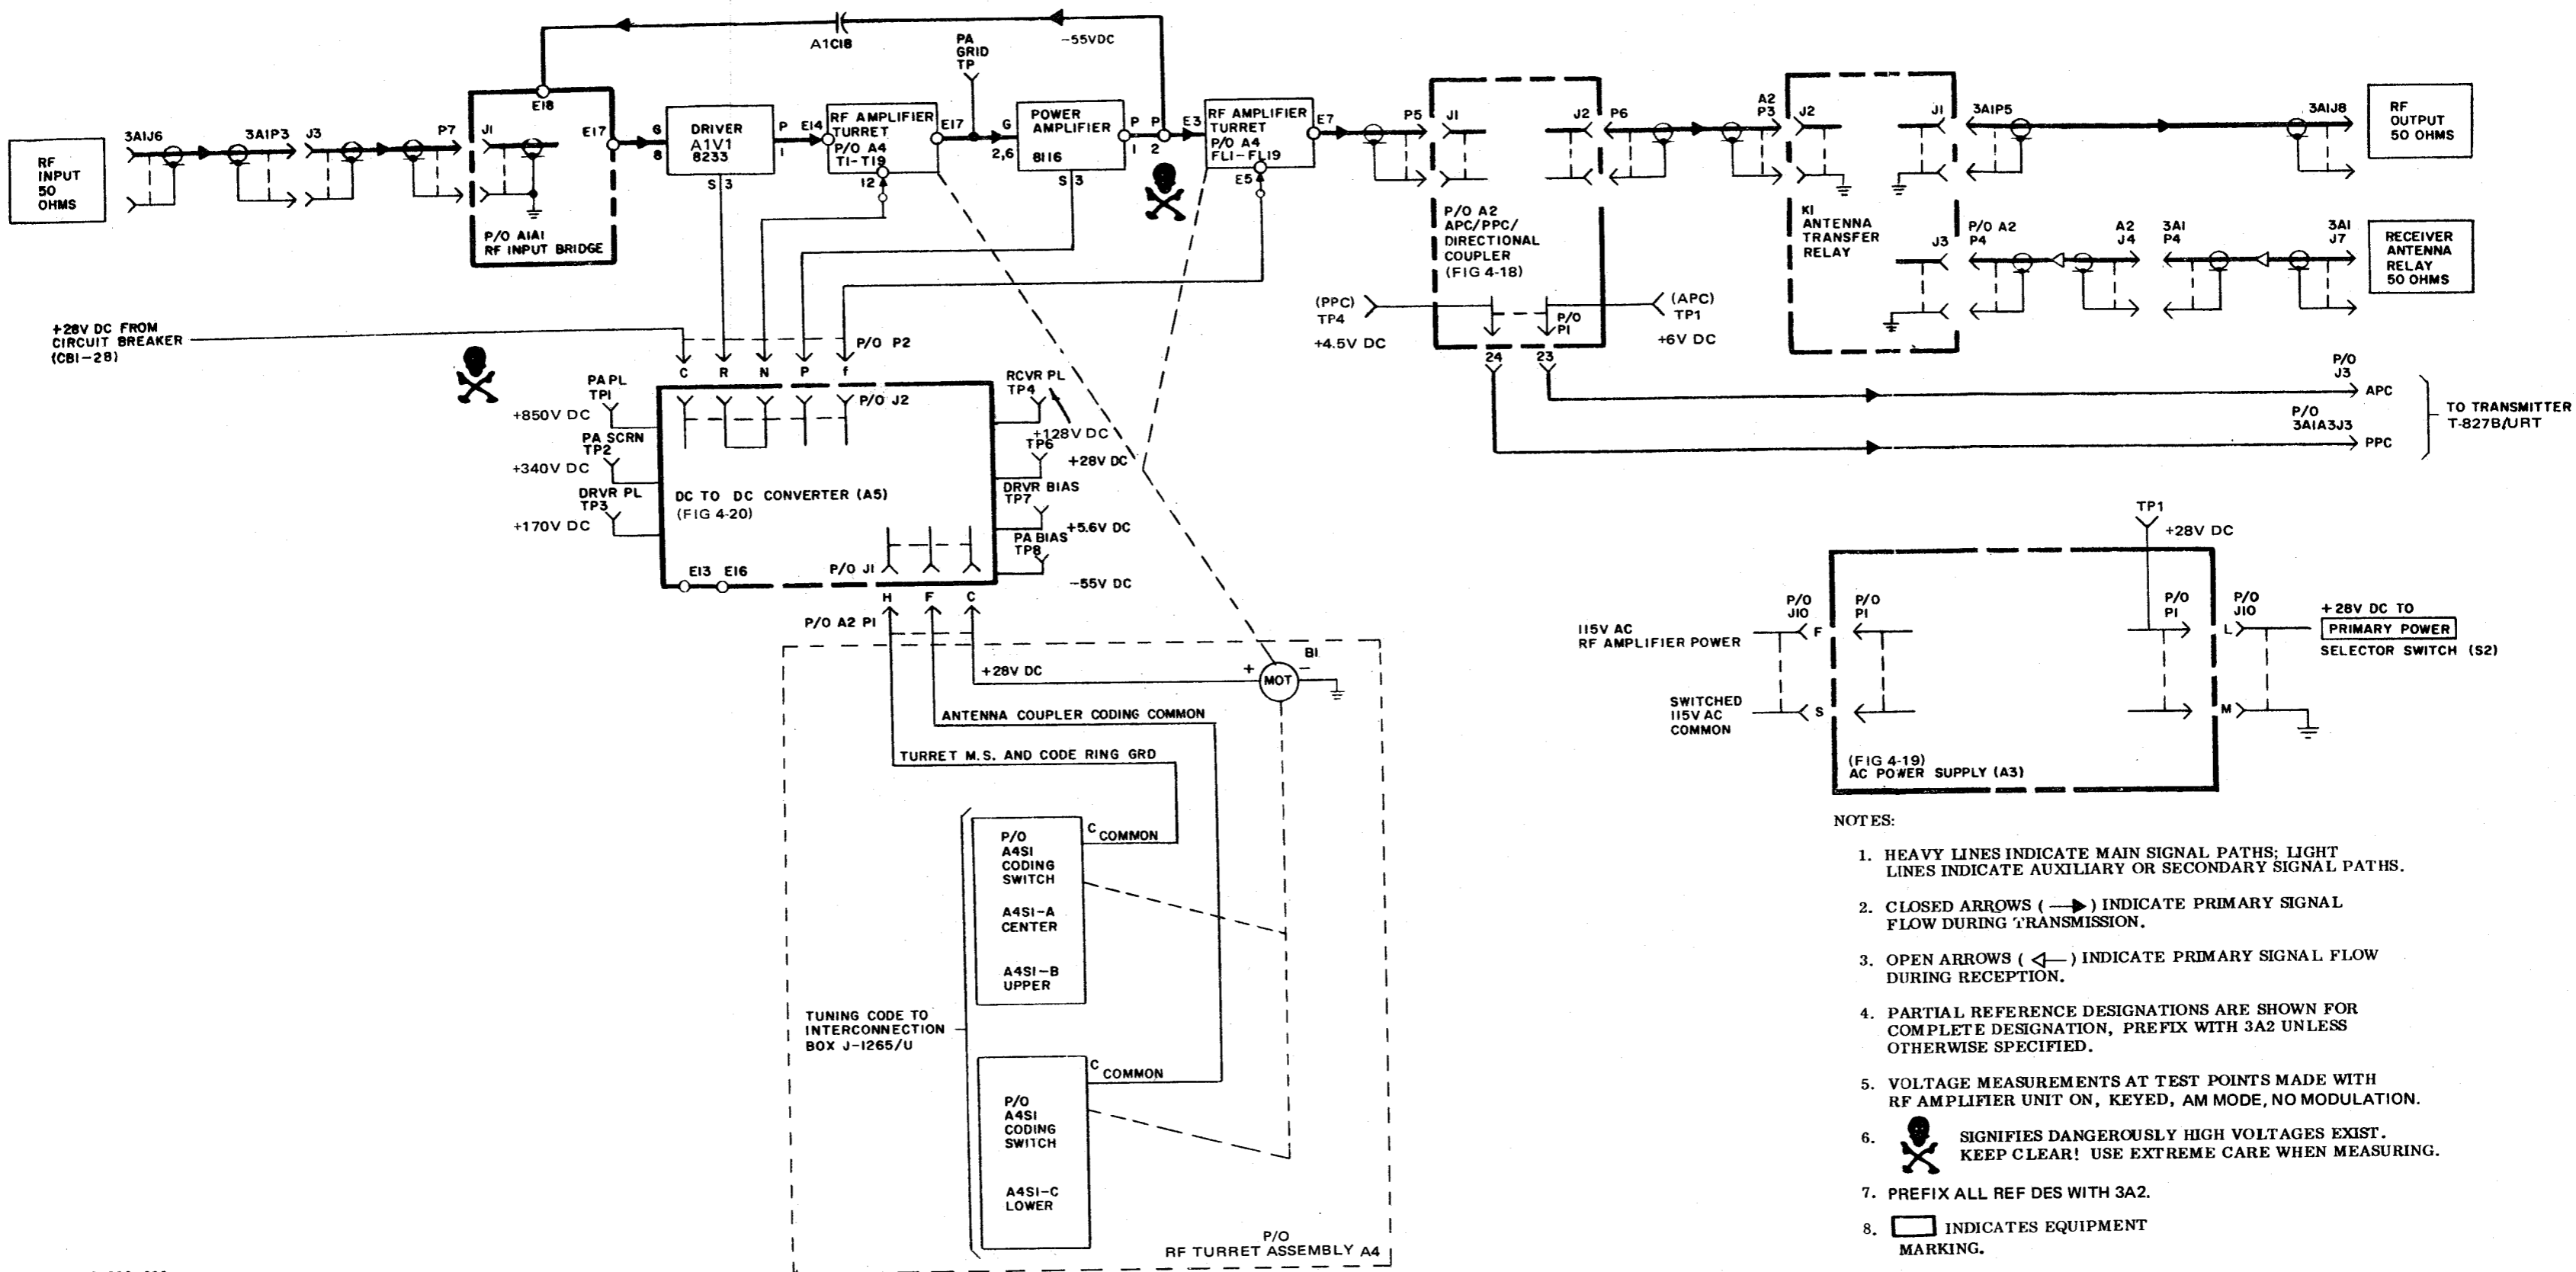 A1C18
-55VDC
PA
GRID
TP
E18
RF
INPUT
50
OHMS
3A1J6
3A1P3
J3
P7
J1
E17
P/O A1A1
RF INPUT BRIDGE
G
8
DRIVER
A1V1
8233
P
1
S 3
E14
RF AMPLIFIER
TURRET
P/O A4
T1-T19
12
E17
G
2,6
POWER
AMPLIFIER
8116
P
1
S 3
P
2
E3
RF AMPLIFIER
TURRET
P/O A4
FL1-FL19
E5
E7
P5
J1
J2
P/O A2
APC/PPC/
DIRECTIONAL
COUPLER
(FIG 4-18)
P6
A2
P3
J2
J1
K1
ANTENNA
TRANSFER
RELAY
J3
3A1P5
3A1J8
RF
OUTPUT
50 OHMS
P/O A2
P4
A2
J4
3A1
P4
3A1
J7
RECEIVER
ANTENNA
RELAY
50 OHMS
(PPC)
TP4
+4.5V DC
P/O
P1
(APC)
TP1
+6V DC
24
23
P/O
J3
APC
P/O
3A1A3J3
PPC
TO TRANSMITTER
T-827B/URT
+28V DC FROM
CIRCUIT BREAKER
(CB1-28)
P/O P2
C
R
N
P
f
P/O J2
PA PL
TP1
+850V DC
PA SCRN
TP2
+340V DC
DRVR PL
TP3
+170V DC
DC TO DC CONVERTER (A5)
(FIG 4-20)
RCVR PL
TP4
+128V DC
TP6
+28V DC
DRVR BIAS
TP7
+5.6V DC
PA BIAS
TP8
-55V DC
E13
E16
P/O J1
H
F
C
P/O A2 P1
+28V DC
B1
+
-
MOT
ANTENNA COUPLER CODING COMMON
TURRET M.S. AND CODE RING GRD
P/O
A4S1
CODING
SWITCH
A4S1-A
CENTER
A4S1-B
UPPER
C
COMMON
TUNING CODE TO
INTERCONNECTION
BOX J-1265/U
P/O
A4S1
CODING
SWITCH
A4S1-C
LOWER
C
COMMON
P/O
RF TURRET ASSEMBLY A4
TP1
+28V DC
115V AC
RF AMPLIFIER POWER
P/O
J10
F
P/O
P1
P/O
P1
P/O
J10
L
+28V DC TO
PRIMARY POWER
SELECTOR SWITCH (S2)
SWITCHED
115V AC
COMMON
S
M
(FIG 4-19)
AC POWER SUPPLY (A3)
NOTES:
1. HEAVY LINES INDICATE MAIN SIGNAL PATHS; LIGHT
LINES INDICATE AUXILIARY OR SECONDARY SIGNAL PATHS.
2. CLOSED ARROWS ( ) INDICATE PRIMARY SIGNAL
FLOW DURING TRANSMISSION.
3. OPEN ARROWS ( ) INDICATE PRIMARY SIGNAL FLOW
DURING RECEPTION.
4. PARTIAL REFERENCE DESIGNATIONS ARE SHOWN FOR
COMPLETE DESIGNATION, PREFIX WITH 3A2 UNLESS
OTHERWISE SPECIFIED.
5. VOLTAGE MEASUREMENTS AT TEST POINTS MADE WITH
RF AMPLIFIER UNIT ON, KEYED, AM MODE, NO MODULATION.
6. SIGNIFIES DANGEROUSLY HIGH VOLTAGES EXIST.
KEEP CLEAR! USE EXTREME CARE WHEN MEASURING.
7. PREFIX ALL REF DES WITH 3A2.
8. INDICATES EQUIPMENT
MARKING.